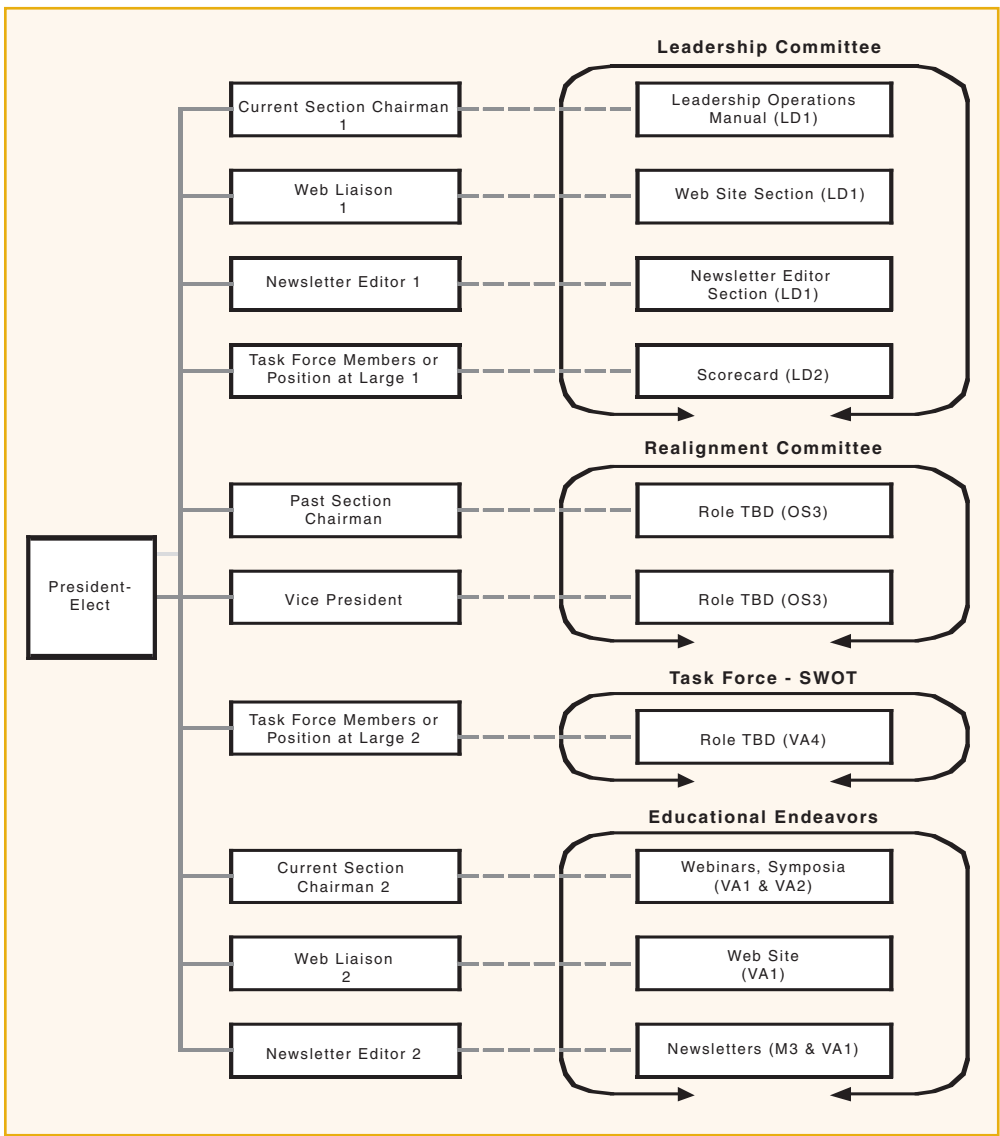 Leadership Committee
Current Section Chairman
1
Leadership Operations
Manual (LD1)
Web Liaison
1
Web Site Section (LD1)
Newsletter Editor 1
Newsletter Editor
Section (LD1)
Task Force Members or
Position at Large 1
Scorecard (LD2)
Realignment Committee
Past Section
Chairman
Role TBD (OS3)
President-
Elect
Vice President
Role TBD (OS3)
Task Force - SWOT
Task Force Members or
Position at Large 2
Role TBD (VA4)
Educational Endeavors
Current Section
Chairman 2
Webinars, Symposia
(VA1 & VA2)
Web Liaison
2
Web Site
(VA1)
Newsletter Editor 2
Newsletters (M3 & VA1)